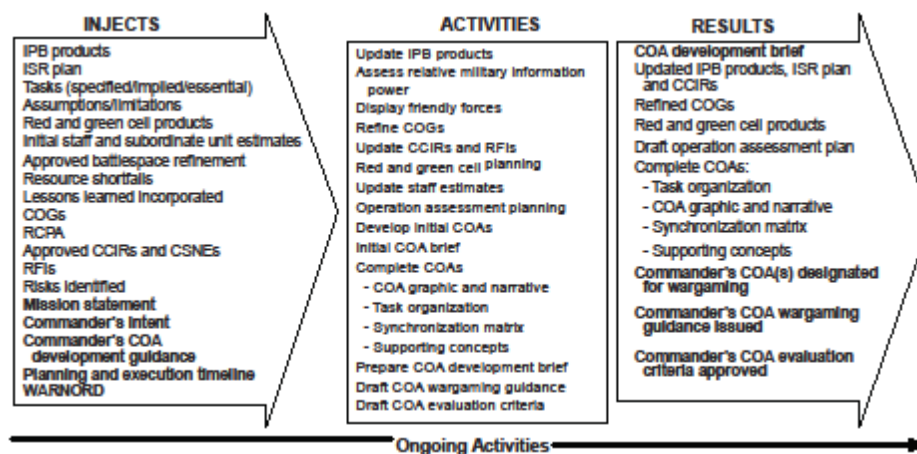 INJECTS
IPB products
ISR plan
Tasks (specified/implied/essential)
Assumptions/limitations
Red and green cell products
Initial staff and subordinate unit estimates
Approved battlespace refinement
Resource shortfalls
Lessons learned incorporated
COGs
RCPA
Approved CCIRs and CSNEs
RFIs
Risks identified
Mission statement
Commander's Intent
Commander's COA
development guidance
Planning and execution timeline
WARNORD
ACTIVITIES
Update IPB products
Assess relative military information
power
Display friendly forces
Refine COGs
Update CCIRs and RFIs
Red and green cell planning
Update staff estimates
Operation assessment planning
Develop initial COAs
Initial COA brief
Complete COAs
- COA graphic and narrative
- Task organization
- Synchronization matrix
- Supporting concepts
Prepare COA development brief
Draft COA wargaming guidance
Draft COA evaluation criteria
RESULTS
COA development brief
Updated IPB products, ISR plan
and CCIRs
Refined COGs
Red and green cell products
Draft operation assessment plan
Complete COAs:
- Task organization
- COA graphic and narrative
- Synchronization matrix
- Supporting concepts
Commander's COA(s) designated
for wargaming
Commander's COA wargaming
guidance issued
Commander's COA evaluation
criteria approved
Ongoing Activities